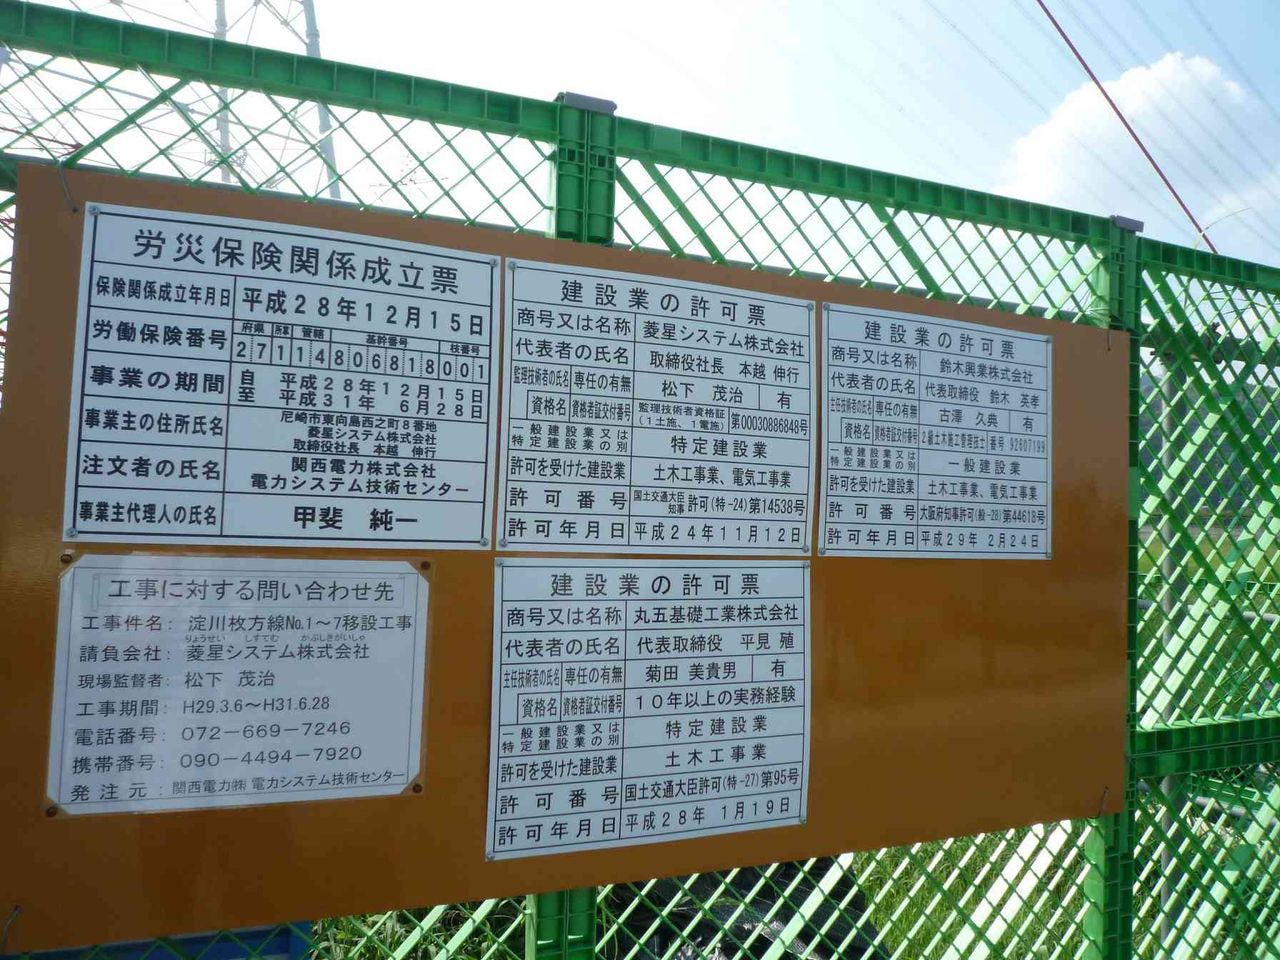 労災保険関係成立票
保険関係成立年月日 平成28年12月15日
労働保険番号 府県 所掌 管轄 基幹番号 枝番号
27114806818001
事業の期間 自 平成28年12月15日
至 平成31年 6月28日
事業主の住所氏名 尼崎市東向島西之町8番地
菱星システム株式会社
取締役社長 本越 伸行
注文者の氏名 関西電力株式会社
電力システム技術センター
事業主代理人の氏名 甲斐 純一
建設業の許可票
商号又は名称 菱星システム株式会社
代表者の氏名 取締役社長 本越 伸行
監理技術者の氏名 専任の有無 松下 茂治 有
資格名 資格者証交付番号 監理技術者資格証(1土施、1電施) 第00030886848号
一般建設業又は特定建設業の別 特定建設業
許可を受けた建設業 土木工事業、電気工事業
許可番号 国土交通大臣 知事 許可(特-24)第14538号
許可年月日 平成24年11月12日
建設業の許可票
商号又は名称 鈴木興業株式会社
代表者の氏名 代表取締役 鈴木 英孝
主任技術者の氏名 専任の有無 古澤 久典 有
資格名 資格者証交付番号 2級土木施工管理技士 番号 92607199
一般建設業又は特定建設業の別 一般建設業
許可を受けた建設業 土木工事業、電気工事業
許可番号 大阪府知事許可(般-28)第44618号
許可年月日 平成29年 2月24日
工事に対する問い合わせ先
工事件名: 淀川枚方線No.1～7移設工事
りょうせい しすてむ かぶしきがいしゃ
請負会社: 菱星システム株式会社
現場監督者: 松下 茂治
工事期間: H29.3.6～H31.6.28
電話番号: 072-669-7246
携帯番号: 090-4494-7920
発注元: 関西電力㈱ 電力システム技術センター
建設業の許可票
商号又は名称 丸五基礎工業株式会社
代表者の氏名 代表取締役 平見 殖
主任技術者の氏名 専任の有無 菊田 美貴男 有
資格名 資格者証交付番号 10年以上の実務経験
一般建設業又は特定建設業の別 特定建設業
許可を受けた建設業 土木工事業
許可番号 国土交通大臣許可(特-27)第95号
許可年月日 平成28年 1月19日